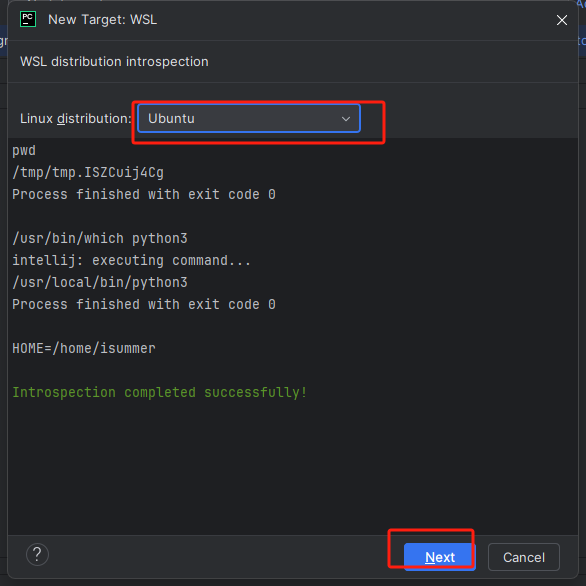 PC New Target: WSL
WSL distribution introspection
Linux distribution: Ubuntu
pwd
/tmp/tmp.ISZCuij4Cg
Process finished with exit code 0
/usr/bin/which python3
intellij: executing command...
/usr/local/bin/python3
Process finished with exit code 0
HOME=/home/isummer
Introspection completed successfully!
? Next Cancel